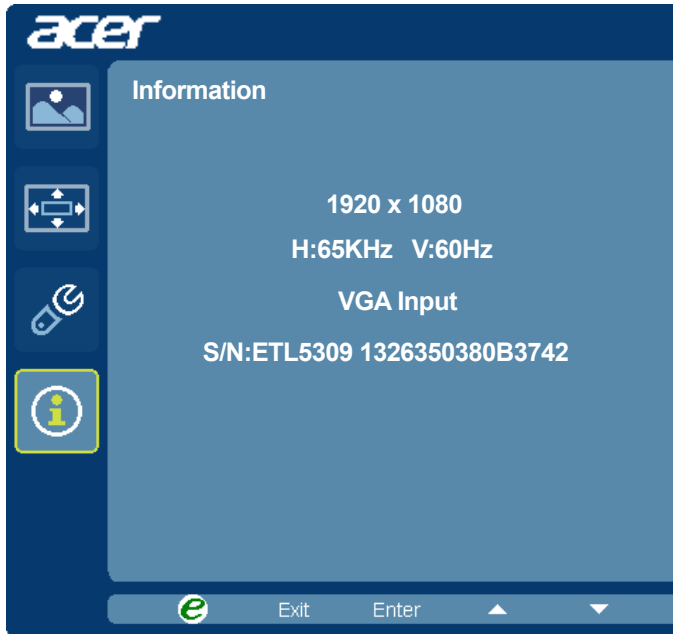 acer
Information
1920 x 1080
H:65KHz V:60Hz
VGA Input
S/N:ETL5309 1326350380B3742
e Exit Enter